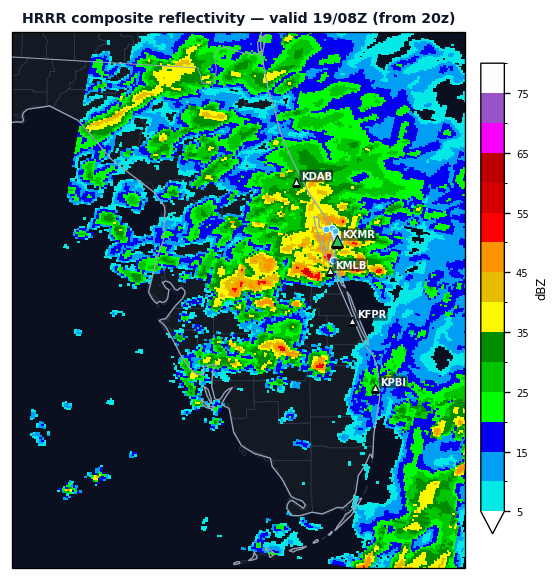 HRRR composite reflectivity — valid 19/08Z (from 20z)
KDAB
KXMR
KMLB
KFPR
KPBI
75
65
55
45
35
25
15
5
dBZ